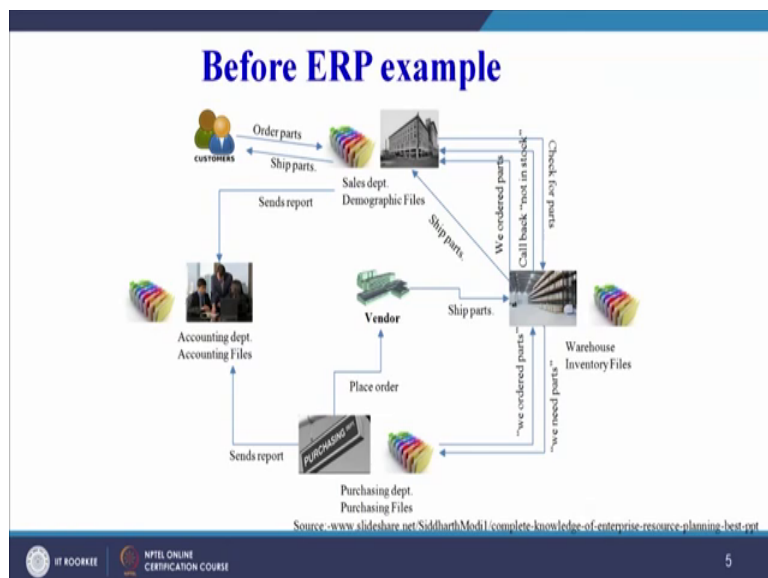 Before ERP example
CUSTOMERS
Order parts
Ship parts.
Sales dept.
Demographic Files
Sends report
Check for parts
Call back "not in stock"
We ordered parts
Ship parts.
Accounting dept.
Accounting Files
Vendor
Ship parts.
Warehouse
Inventory Files
Place order
"we ordered parts"
"we need parts"
PURCHASING DEPT
Sends report
Purchasing dept.
Purchasing Files
Source:-www.slideshare.net/SiddharthModi1/complete-knowledge-of-enterprise-resource-planning-best-ppt
IIT ROORKEE
NPTEL ONLINE
CERTIFICATION COURSE
5